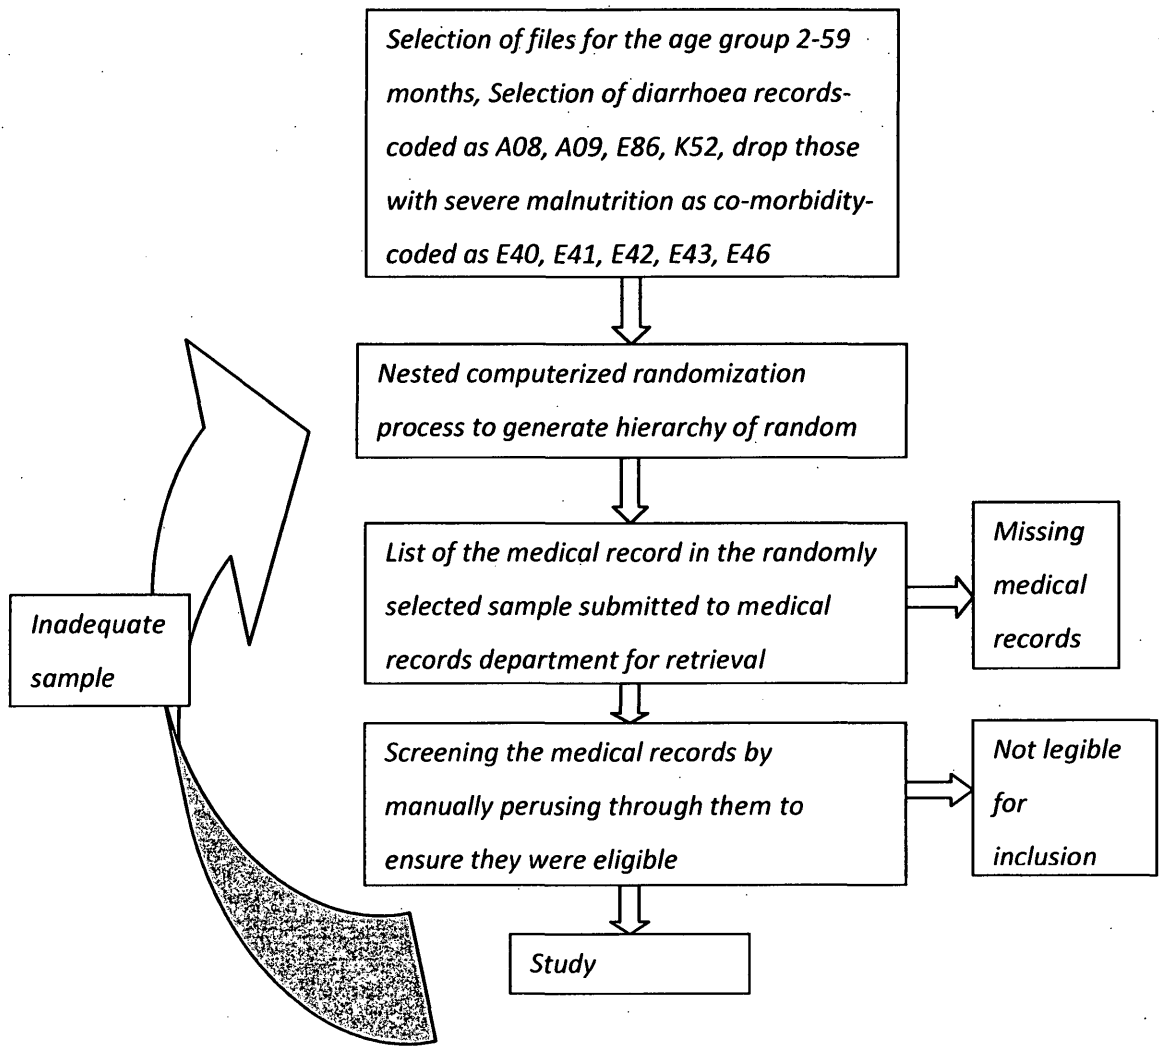 Selection of files for the age group 2-59
months, Selection of diarrhoea records-
coded as A08, A09, E86, K52, drop those
with severe malnutrition as co-morbidity-
coded as E40, E41, E42, E43, E46
Nested computerized randomization
process to generate hierarchy of random
List of the medical record in the randomly
selected sample submitted to medical
records department for retrieval
Missing
medical
records
Inadequate
sample
Screening the medical records by
manually perusing through them to
ensure they were eligible
Not legible
for
inclusion
Study